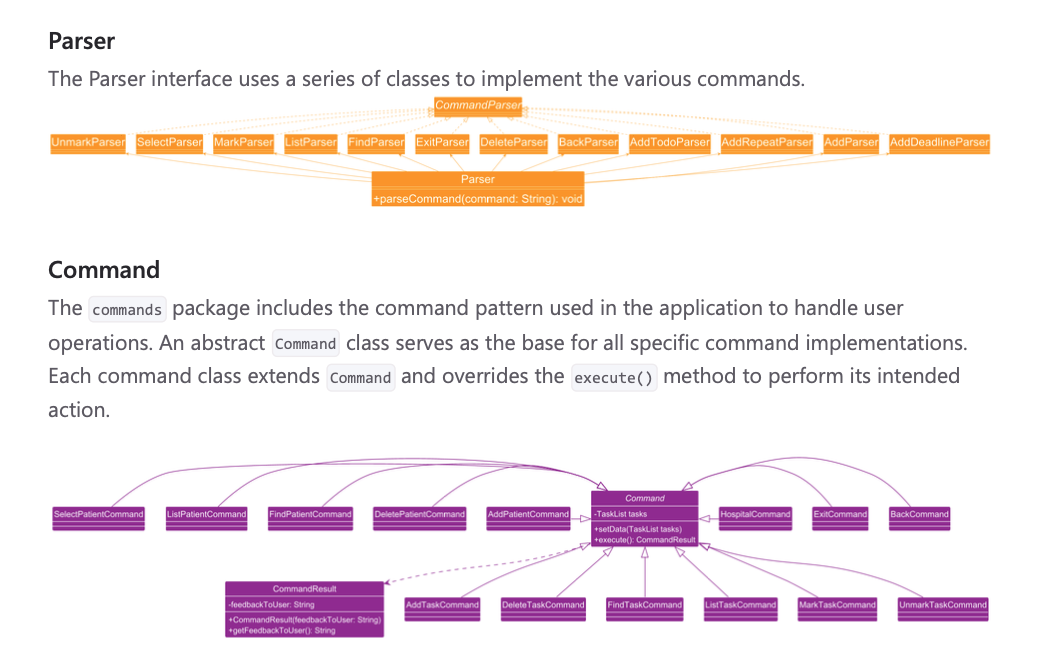 Parser
The Parser interface uses a series of classes to implement the various commands.
CommandParser
UnmarkParser SelectParser MarkParser ListParser FindParser ExitParser DeleteParser BackParser AddTodoParser AddRepeatParser AddParser AddDeadlineParser
Parser
+parseCommand(command: String): void
Command
The commands package includes the command pattern used in the application to handle user
operations. An abstract Command class serves as the base for all specific command implementations.
Each command class extends Command and overrides the execute() method to perform its intended
action.
Command
SelectPatientCommand ListPatientCommand FindPatientCommand DeletePatientCommand AddPatientCommand -TaskList tasks HospitalCommand ExitCommand BackCommand
+setData(TaskList tasks)
+execute(): CommandResult
CommandResult
-feedbackToUser: String AddTaskCommand DeleteTaskCommand FindTaskCommand ListTaskCommand MarkTaskCommand UnmarkTaskCommand
+CommandResult(feedbackToUser: String)
+getFeedbackToUser(): String